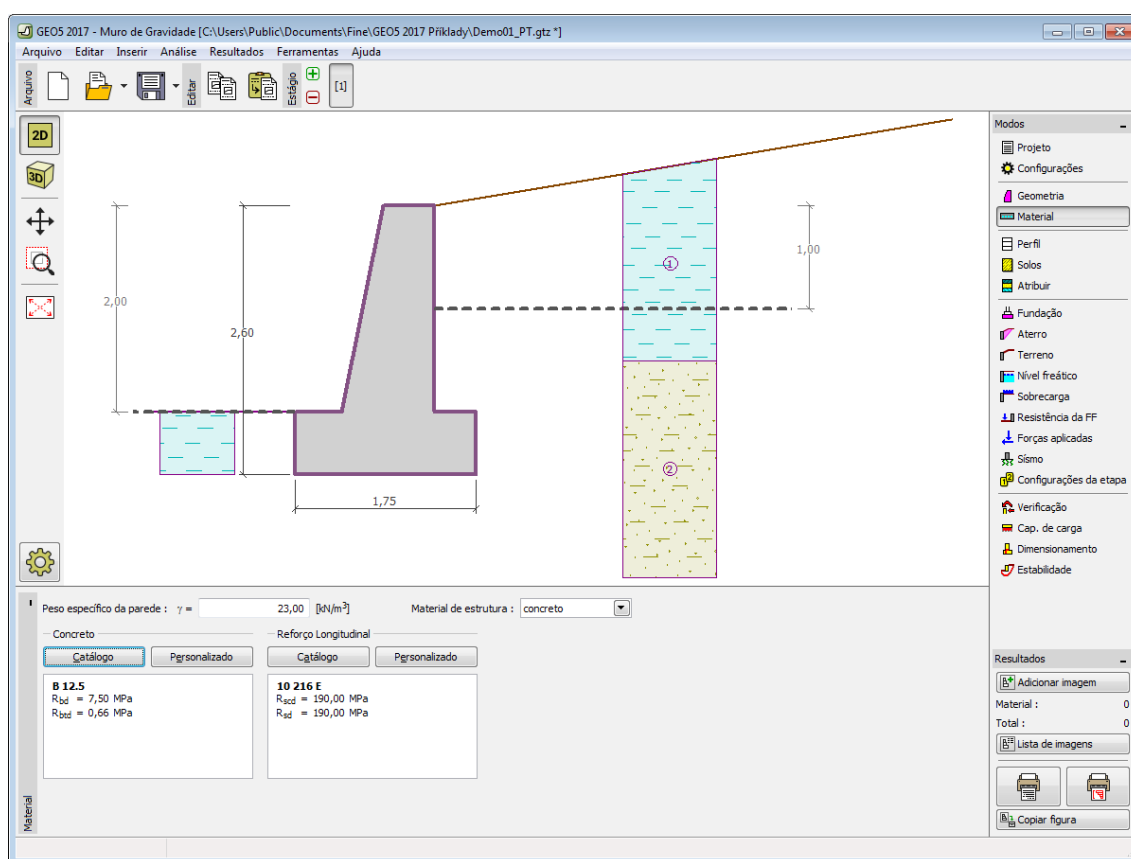 GEO5 2017 - Muro de Gravidade [C:\Users\Public\Documents\Fine\GEO5 2017 Příklady\Demo01_PT.gtz *]
Arquivo Editar Inserir Análise Resultados Ferramentas Ajuda
Arquivo
Editar
Estágio
[1]
2D
3D
2,00
2,60
1,75
1,00
1
2
Modos
Projeto
Configurações
Geometria
Material
Perfil
Solos
Atribuir
Fundação
Aterro
Terreno
Nível freático
Sobrecarga
Resistência da FF
Forças aplicadas
Sísmo
Configurações da etapa
Verificação
Cap. de carga
Dimensionamento
Estabilidade
Resultados
Adicionar imagem
Material : 0
Total : 0
Lista de imagens
Copiar figura
Material
Peso específico da parede : γ = 23,00 [kN/m³] Material de estrutura : concreto
Concreto
Catálogo Personalizado
B 12.5
Rbd = 7,50 MPa
Rbtd = 0,66 MPa
Reforço Longitudinal
Catálogo Personalizado
10 216 E
Rscd = 190,00 MPa
Rsd = 190,00 MPa